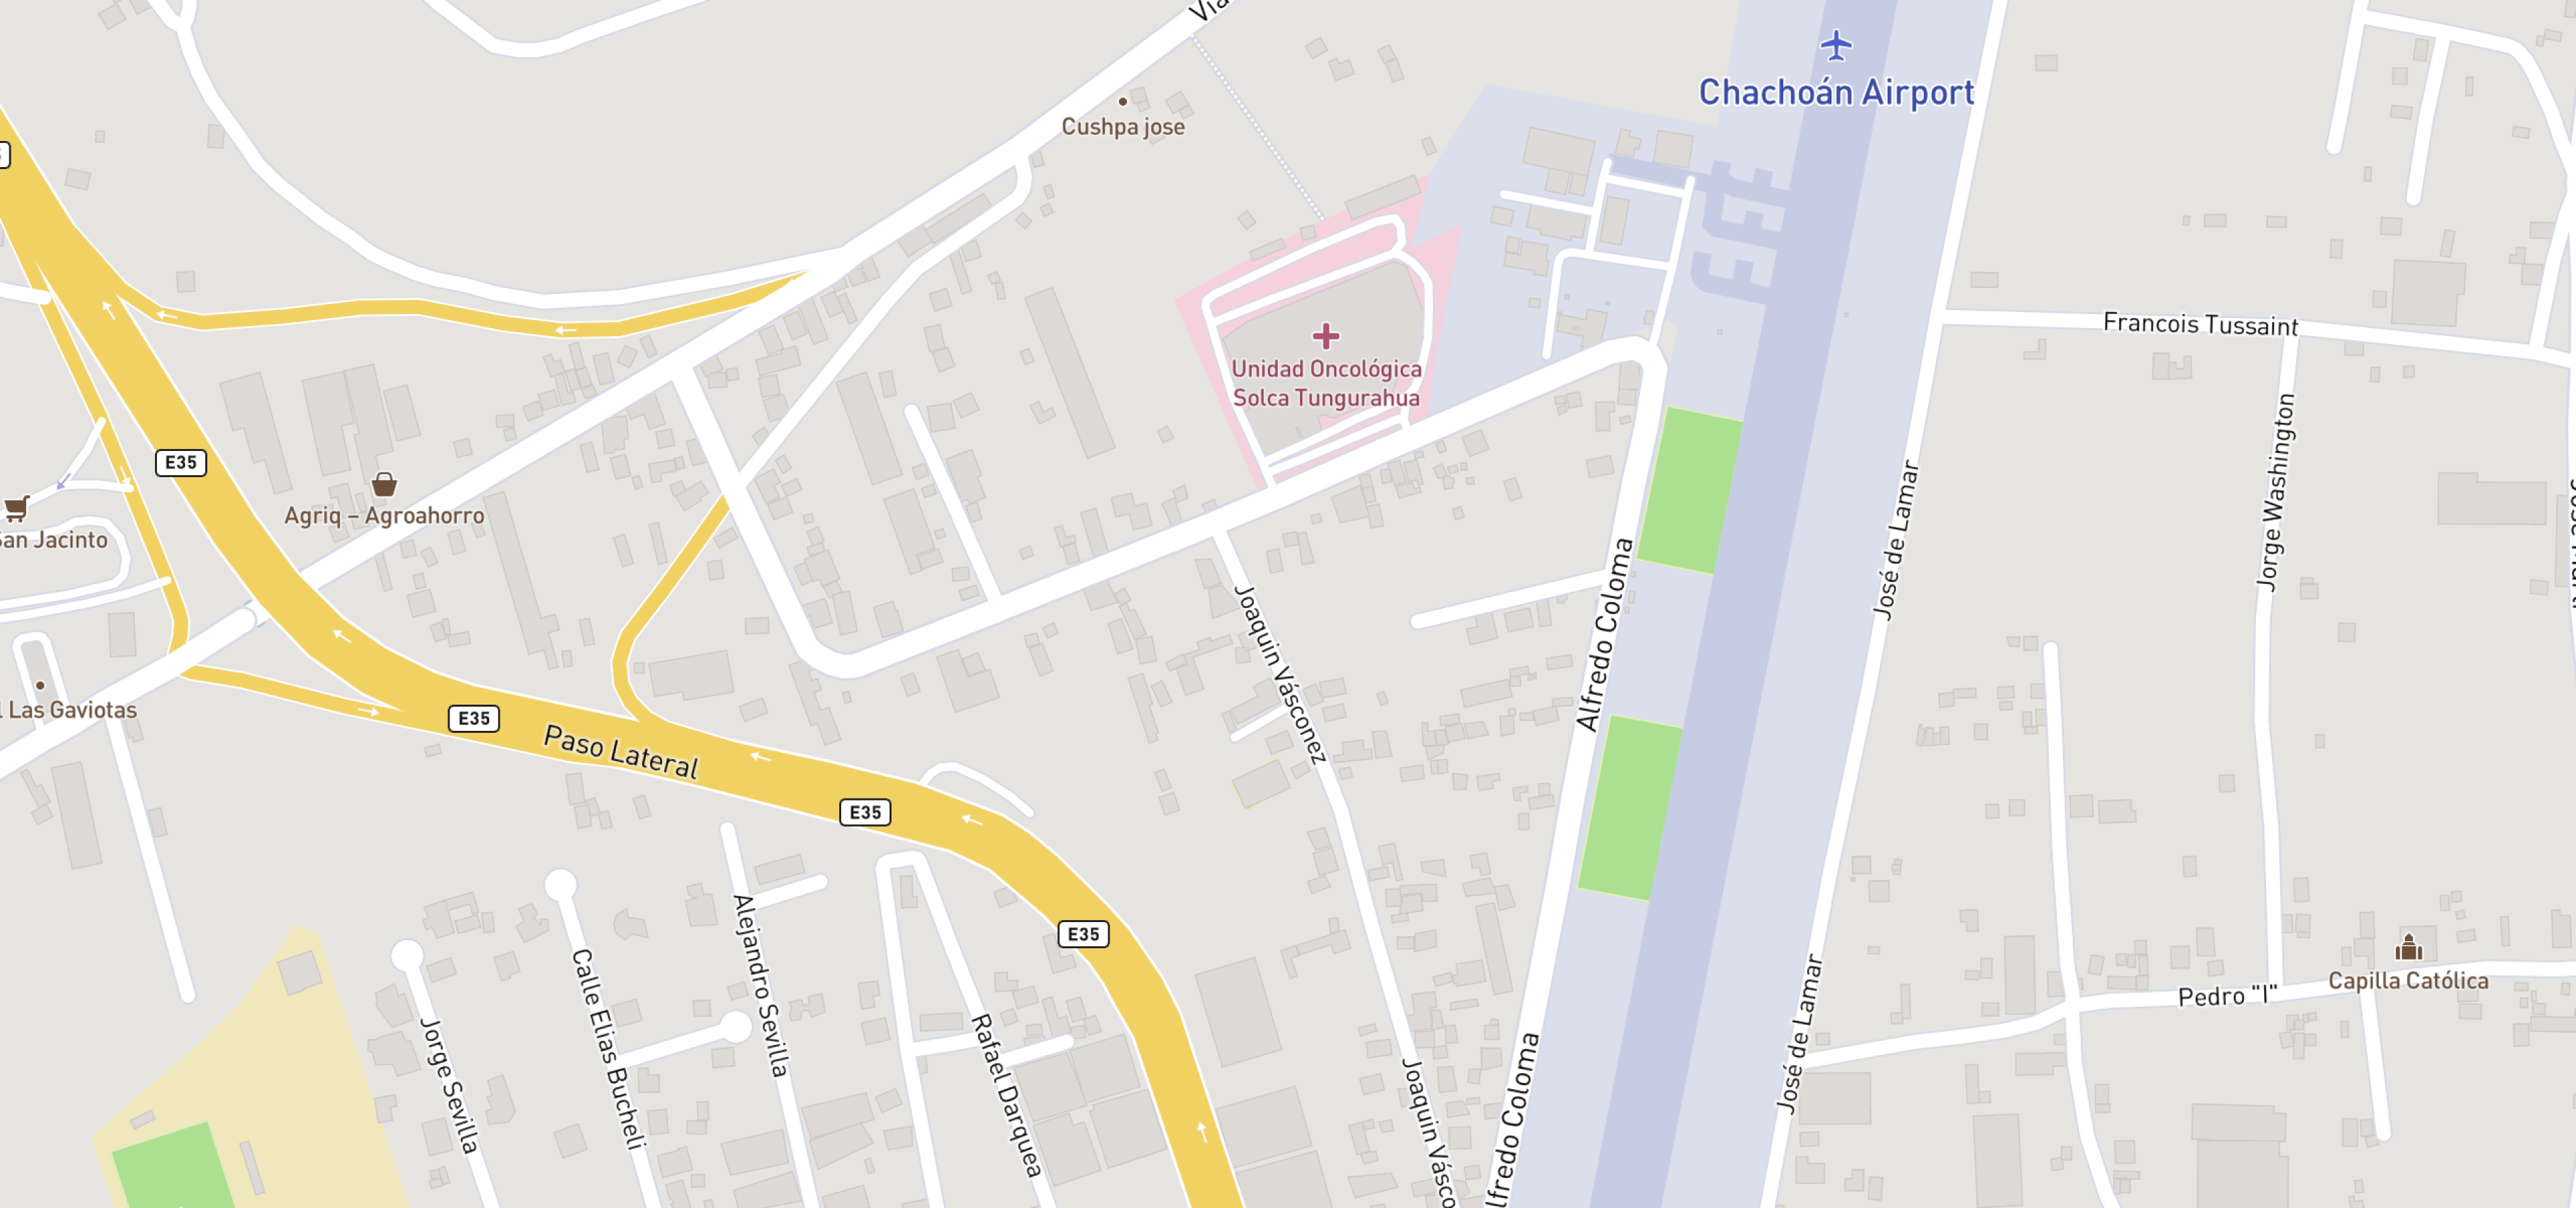 Chachoán Airport
Cushpa jose
Unidad Oncológica
Solca Tungurahua
Francois Tussaint
Jorge Washington
José de Lamar
E35
Agriq – Agroahorro
San Jacinto
Alfredo Coloma
Joaquin Vásconez
Las Gaviotas
E35
Paso Lateral
E35
E35
Alejandro Sevilla
Calle Elias Bucheli
Jorge Sevilla
Rafael Darquea
Capilla Católica
Pedro "I"
José de Lamar
Alfredo Coloma
Joaquin Vásco